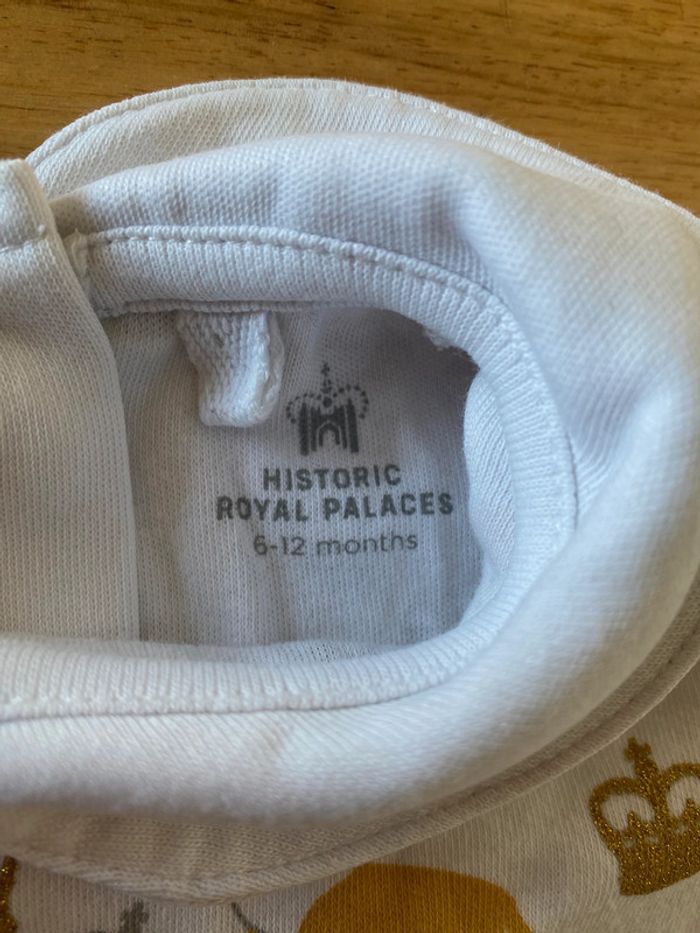 HISTORIC
ROYAL PALACES
6-12 months